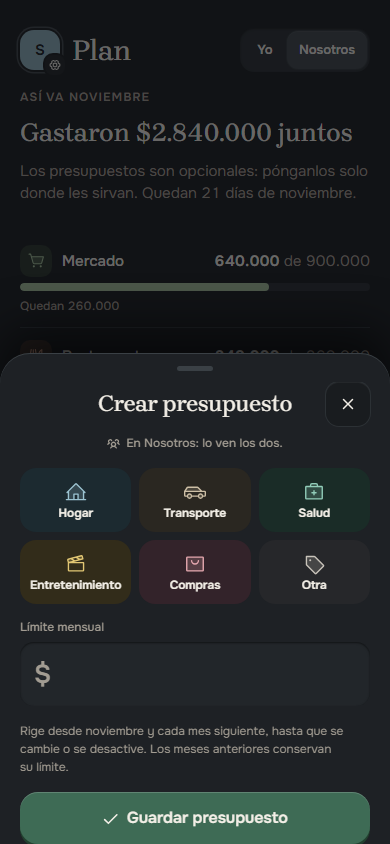 S
Plan
Yo
Nosotros
ASÍ VA NOVIEMBRE
Gastaron $2.840.000 juntos
Los presupuestos son opcionales: pónganlos solo
donde les sirvan. Quedan 21 días de noviembre.
Mercado
640.000 de 900.000
Quedan 260.000
Crear presupuesto
En Nosotros: lo ven los dos.
Hogar
Transporte
Salud
Entretenimiento
Compras
Otra
Límite mensual
$
Rige desde noviembre y cada mes siguiente, hasta que se
cambie o se desactive. Los meses anteriores conservan
su límite.
Guardar presupuesto